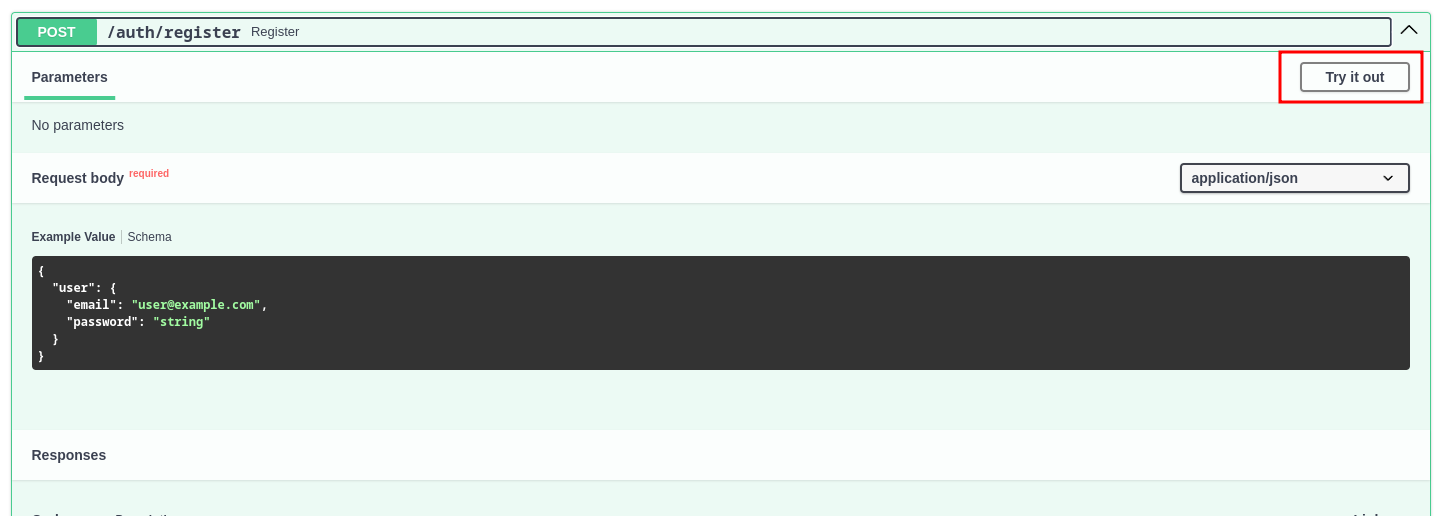 POST /auth/register Register
Parameters
Try it out
No parameters
Request body required
application/json
Example Value | Schema
{
  "user": {
    "email": "user@example.com",
    "password": "string"
  }
}
Responses